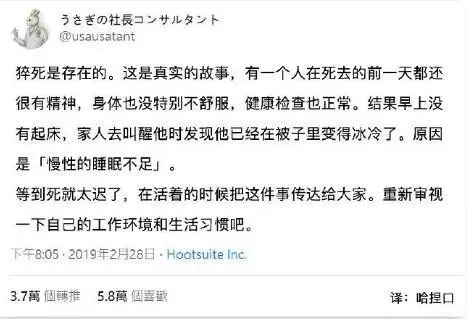 うさぎの社長コンサルタント
@usausatant
猝死是存在的。这是真实的故事，有一个人在死去的前一天都还
很有精神，身体也没特别不舒服，健康检查也正常。结果早上没
有起床，家人去叫醒他时发现他已经在被子里变得冰冷了。原因
是「慢性的睡眠不足」。
等到死就太迟了，在活着的时候把这件事传达给大家。重新审视
一下自己的工作环境和生活习惯吧。
下午8:05 · 2019年2月28日 · Hootsuite Inc.
3.7萬 個轉推 5.8萬 個喜歡 译：哈捏口